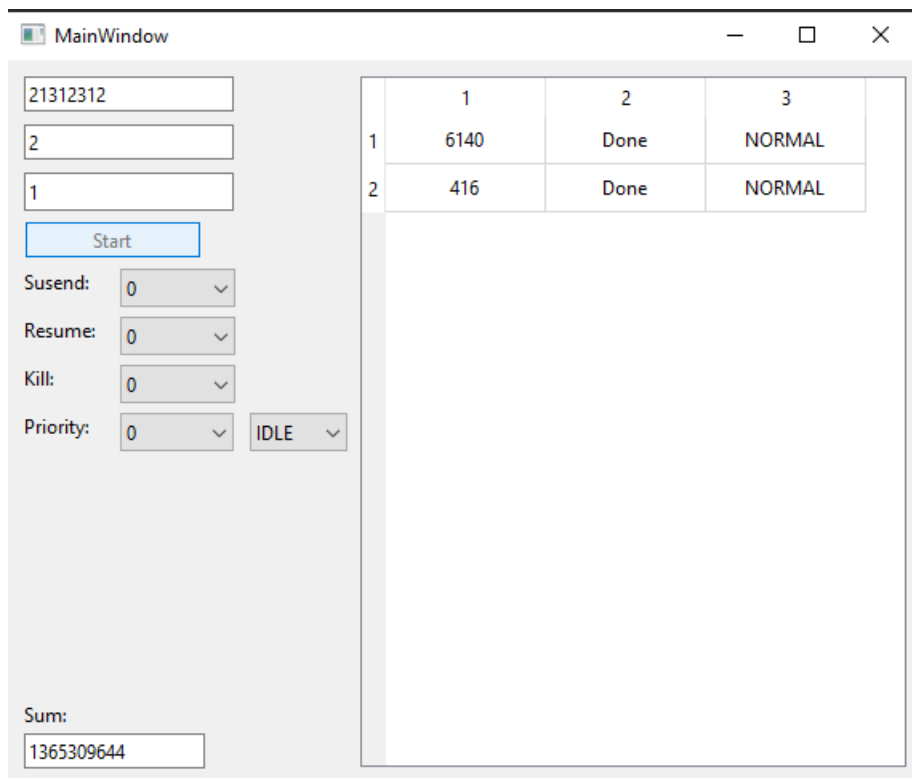 MainWindow
21312312
2
1
Start
Susend: 0
Resume: 0
Kill: 0
Priority: 0 IDLE
Sum:
1365309644
1 2 3
1 6140 Done NORMAL
2 416 Done NORMAL